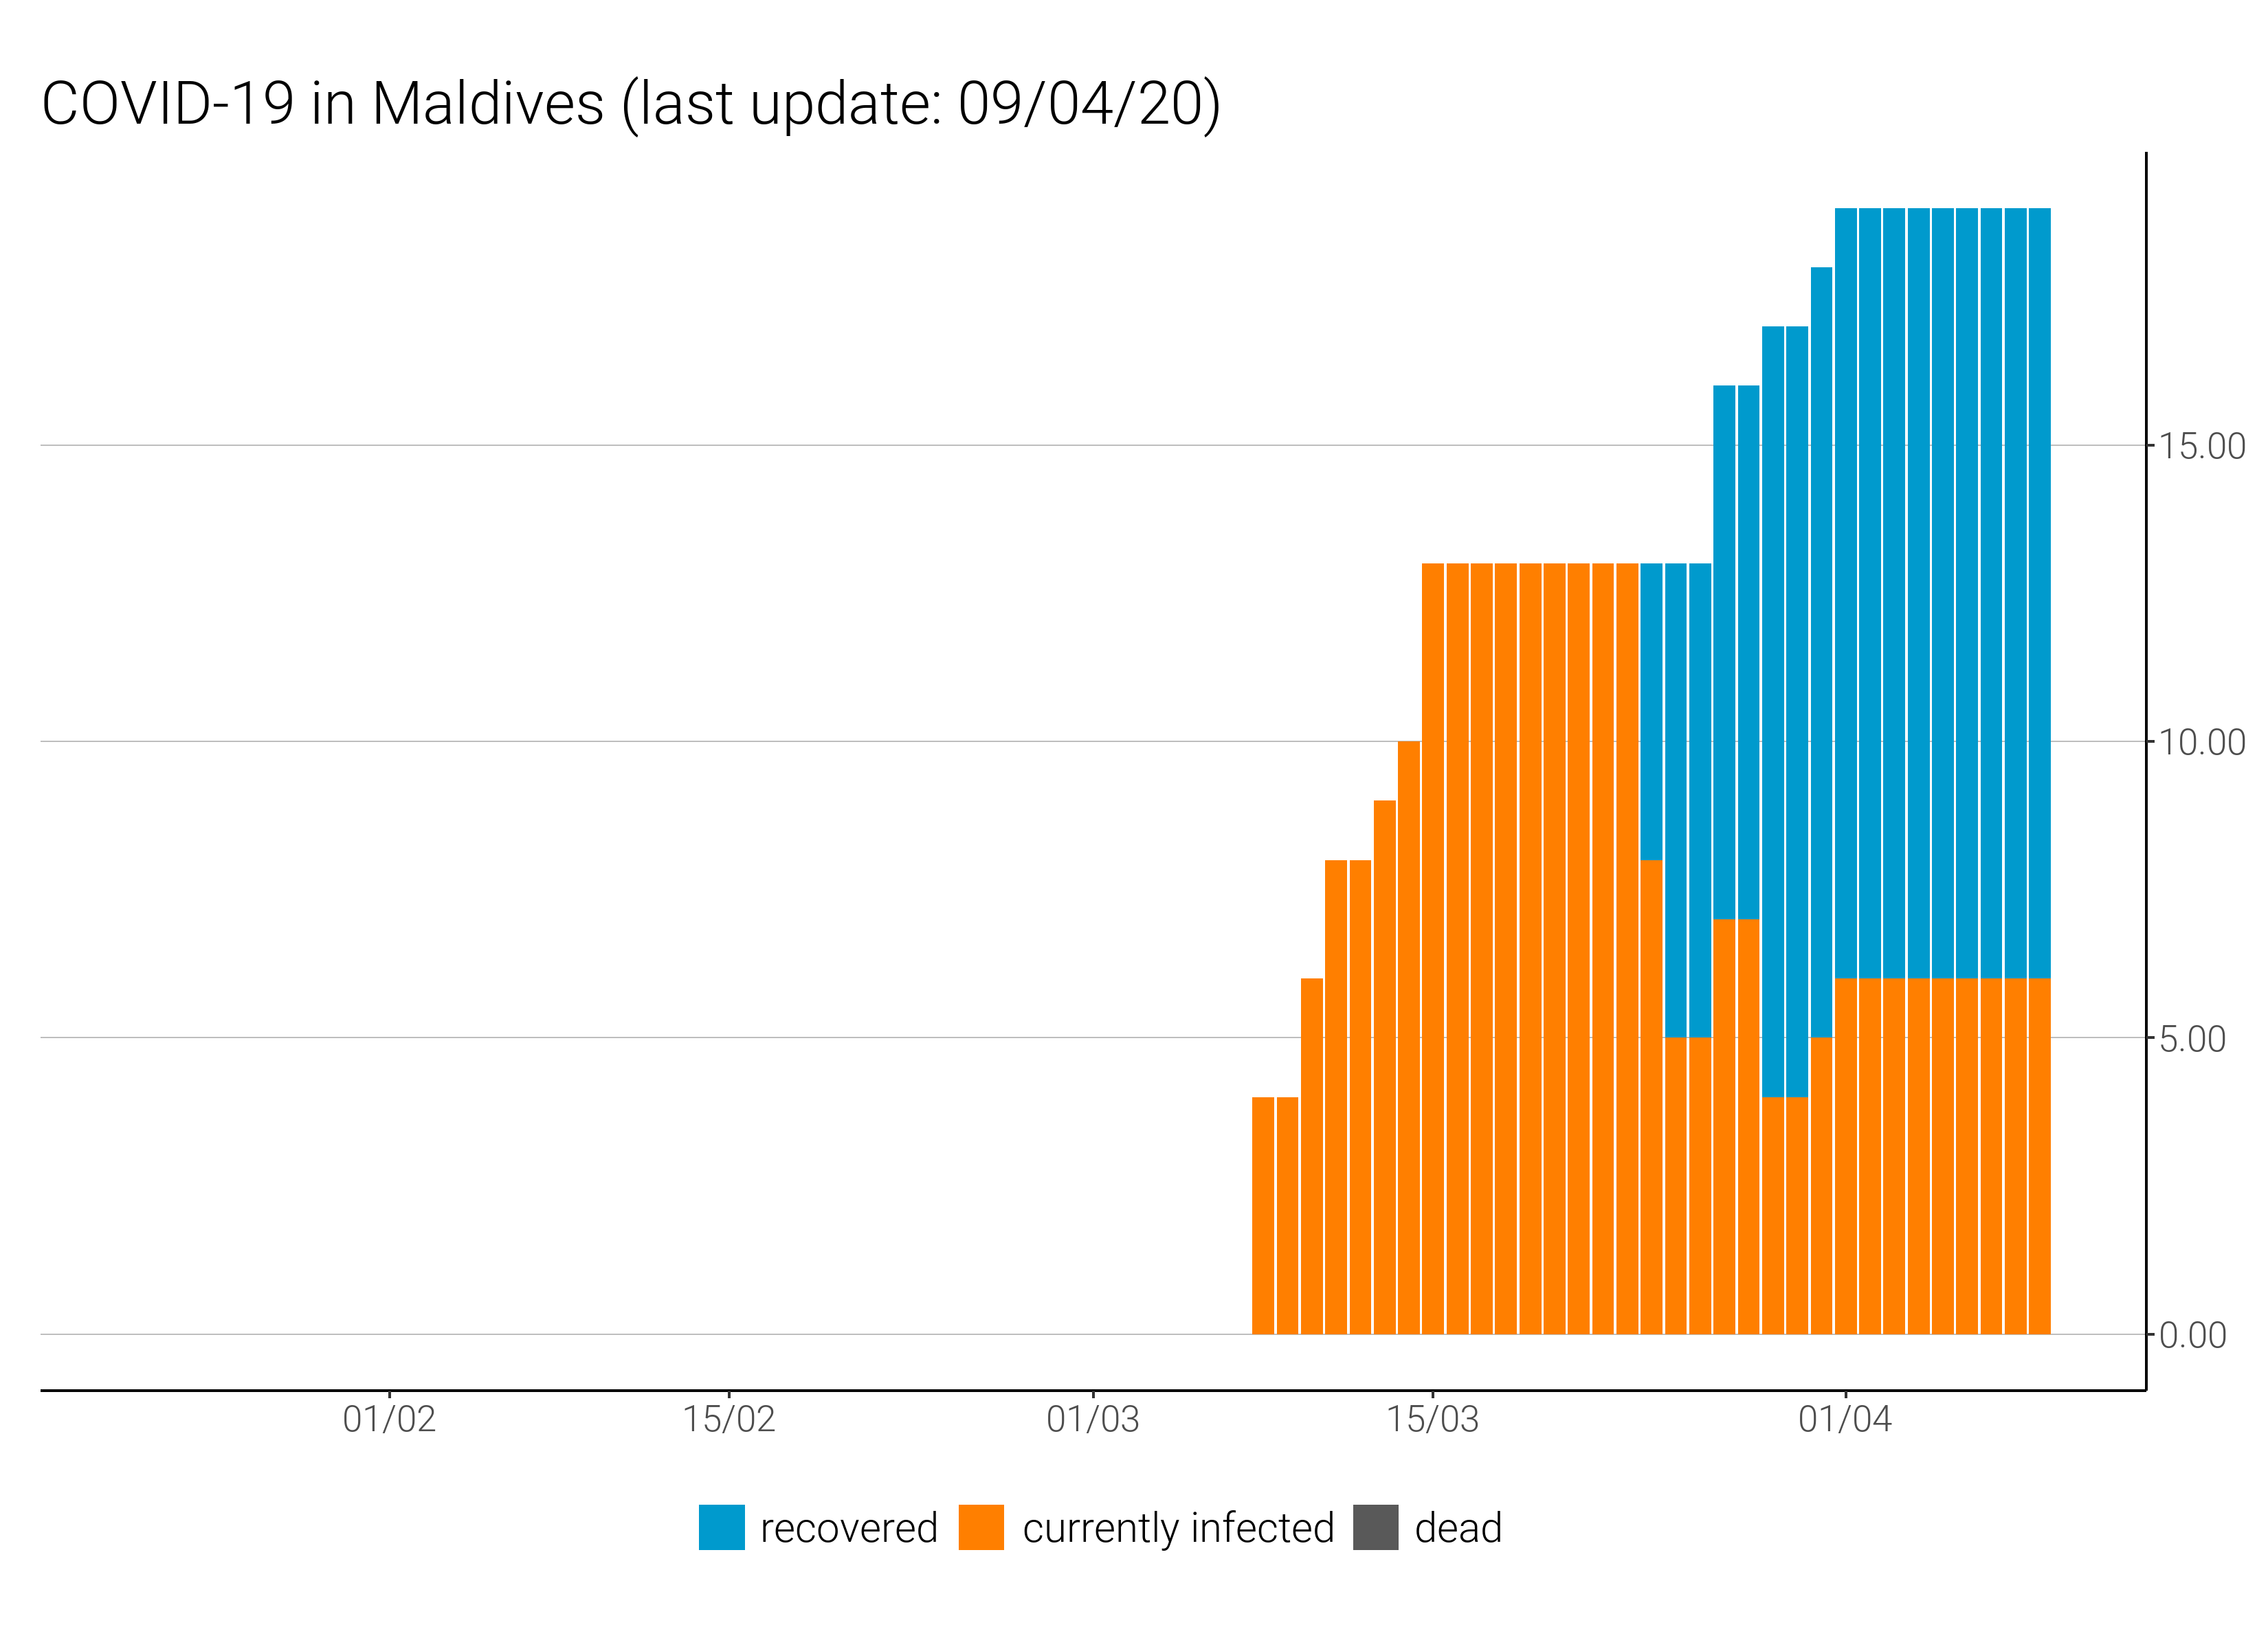 COVID-19 in Maldives (last update: 09/04/20)
15.00
10.00
5.00
0.00
01/02 15/02 01/03 15/03 01/04
recovered currently infected dead